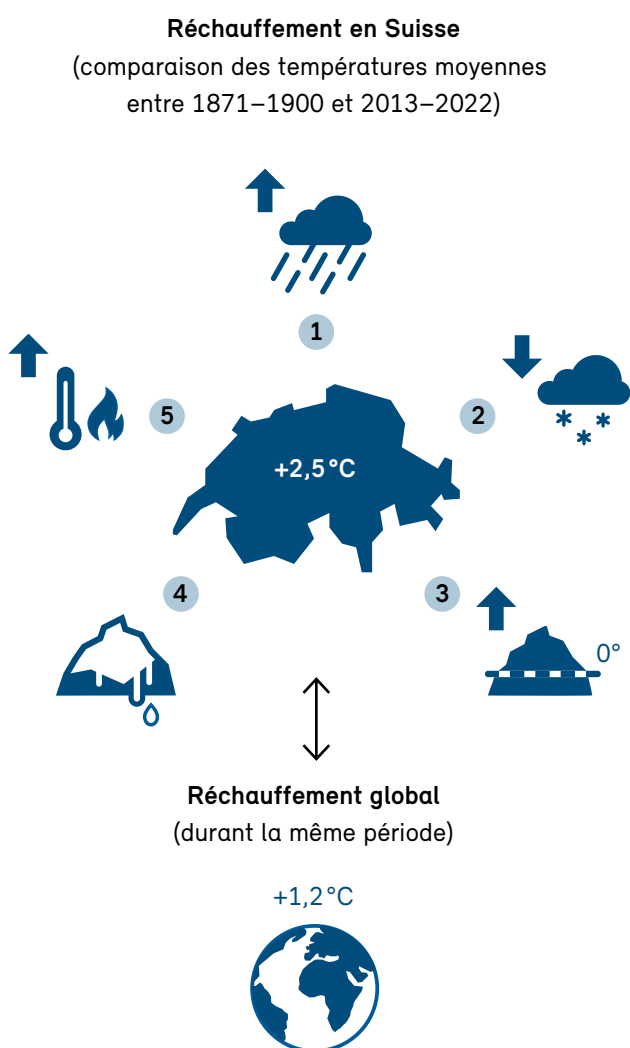 Réchauffement en Suisse
(comparaison des températures moyennes
entre 1871–1900 et 2013–2022)
1
5
2
+2,5 °C
4
3
0°
Réchauffement global
(durant la même période)
+1,2 °C